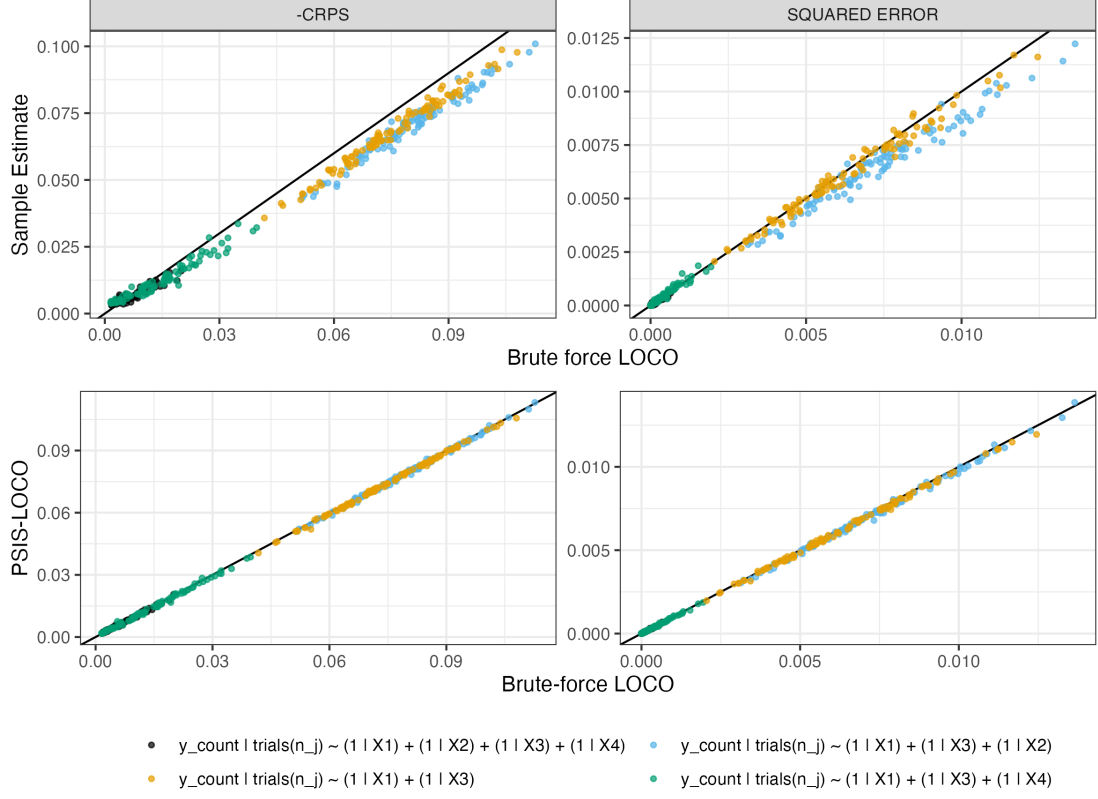 -CRPS
SQUARED ERROR
Sample Estimate
0.100
0.075
0.050
0.025
0.000
0.0125
0.0100
0.0075
0.0050
0.0025
0.0000
0.00 0.03 0.06 0.09
0.000 0.005 0.010
Brute force LOCO
PSIS-LOCO
0.09
0.06
0.03
0.00
0.010
0.005
0.000
0.00 0.03 0.06 0.09
0.000 0.005 0.010
Brute-force LOCO
y_count | trials(n_j) ~ (1 | X1) + (1 | X2) + (1 | X3) + (1 | X4)
y_count | trials(n_j) ~ (1 | X1) + (1 | X3) + (1 | X2)
y_count | trials(n_j) ~ (1 | X1) + (1 | X3)
y_count | trials(n_j) ~ (1 | X1) + (1 | X3) + (1 | X4)